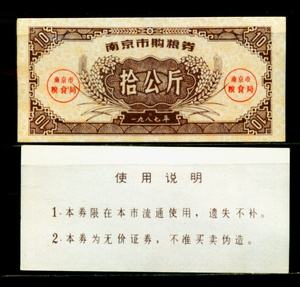 10
10
南京市购粮券
南京市
粮食局
拾公斤
南京市
粮食局
一九八七年
10
10
使用说明
1·本券限在本市流通使用，遗失不补。
2·本券为无价证券，不准买卖伪造。